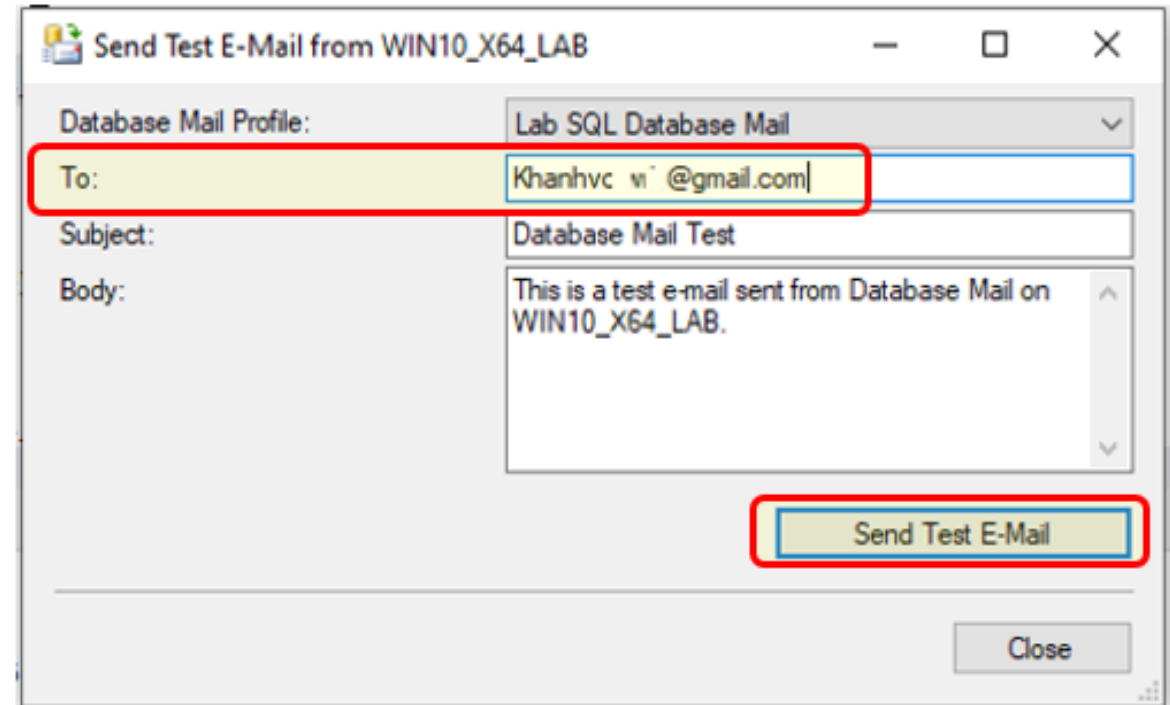 Send Test E-Mail from WIN10_X64_LAB
Database Mail Profile:
Lab SQL Database Mail
To:
@gmail.com
Subject:
Database Mail Test
Body:
This is a test e-mail sent from Database Mail on
WIN10_X64_LAB.
Send Test E-Mail
Close